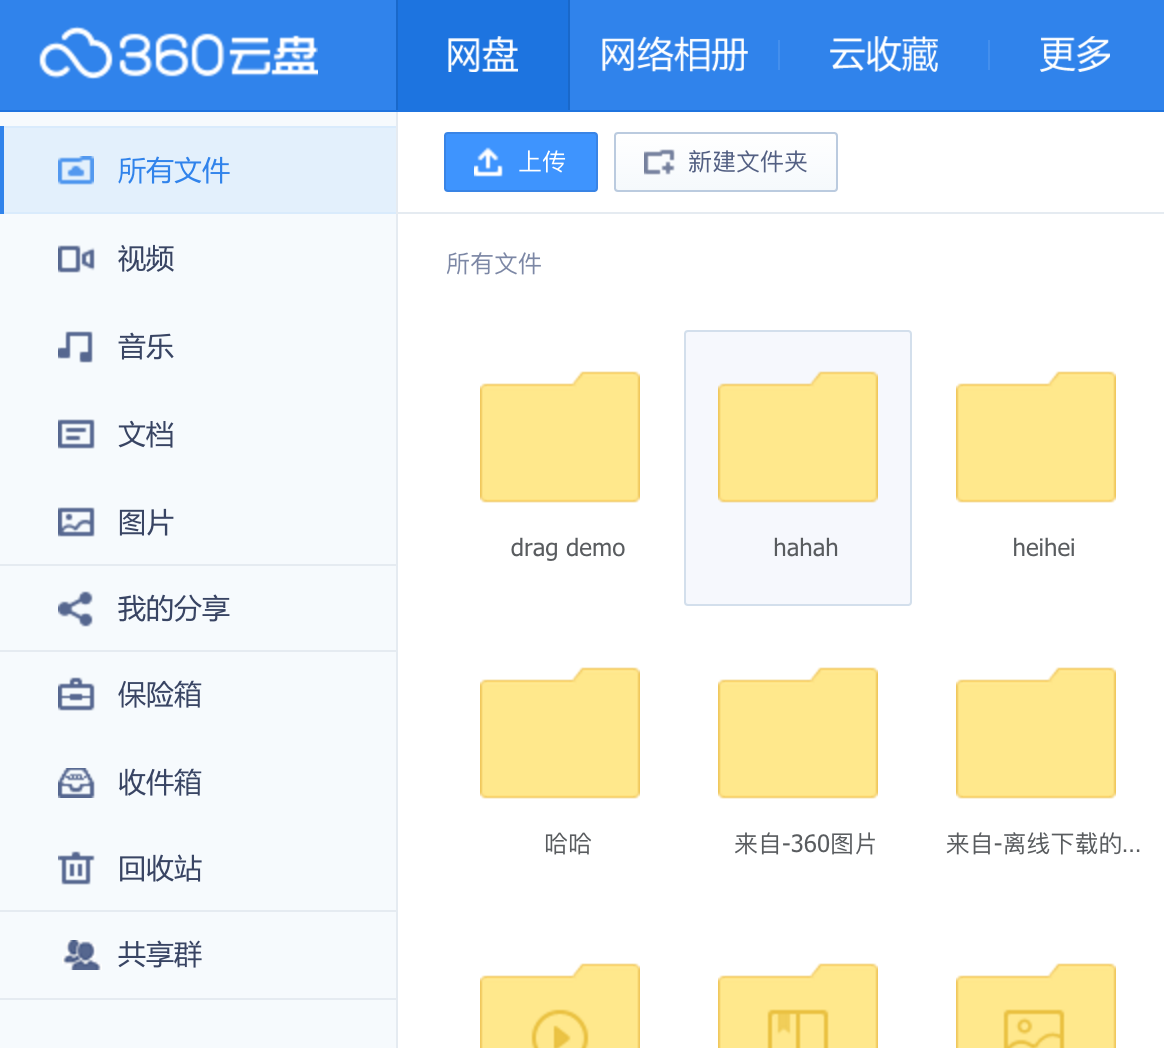 360云盘
网盘
网络相册
云收藏
更多
所有文件
视频
音乐
文档
图片
我的分享
保险箱
收件箱
回收站
共享群
上传
新建文件夹
所有文件
drag demo
hahah
heihei
哈哈
来自-360图片
来自-离线下载的...